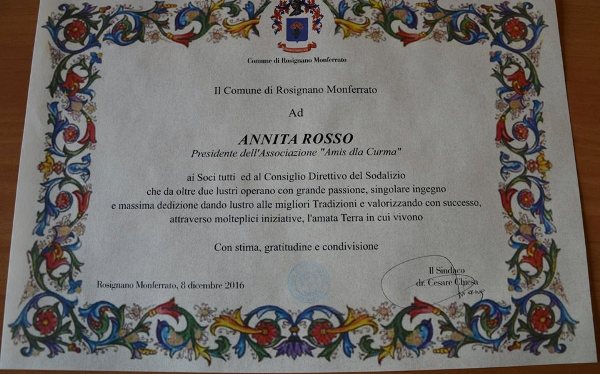 Comune di Rosignano Monferrato
Il Comune di Rosignano Monferrato
Ad
ANNITA ROSSO
Presidente dell'Associazione "Amis dla Curma"
ai Soci tutti ed al Consiglio Direttivo del Sodalizio
che da oltre due lustri operano con grande passione, singolare ingegno
e massima dedizione dando lustro alle migliori Tradizioni e valorizzando con successo,
attraverso molteplici iniziative, l'amata Terra in cui vivono
Con stima, gratitudine e condivisione
Rosignano Monferrato, 8 dicembre 2016
Il Sindaco
dr. Cesare Chiesa